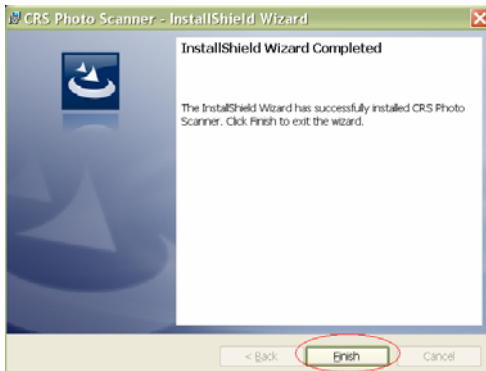 CRS Photo Scanner - InstallShield Wizard
InstallShield Wizard Completed
The InstallShield Wizard has successfully installed CRS Photo
Scanner. Click Finish to exit the wizard.
< Back Finish Cancel